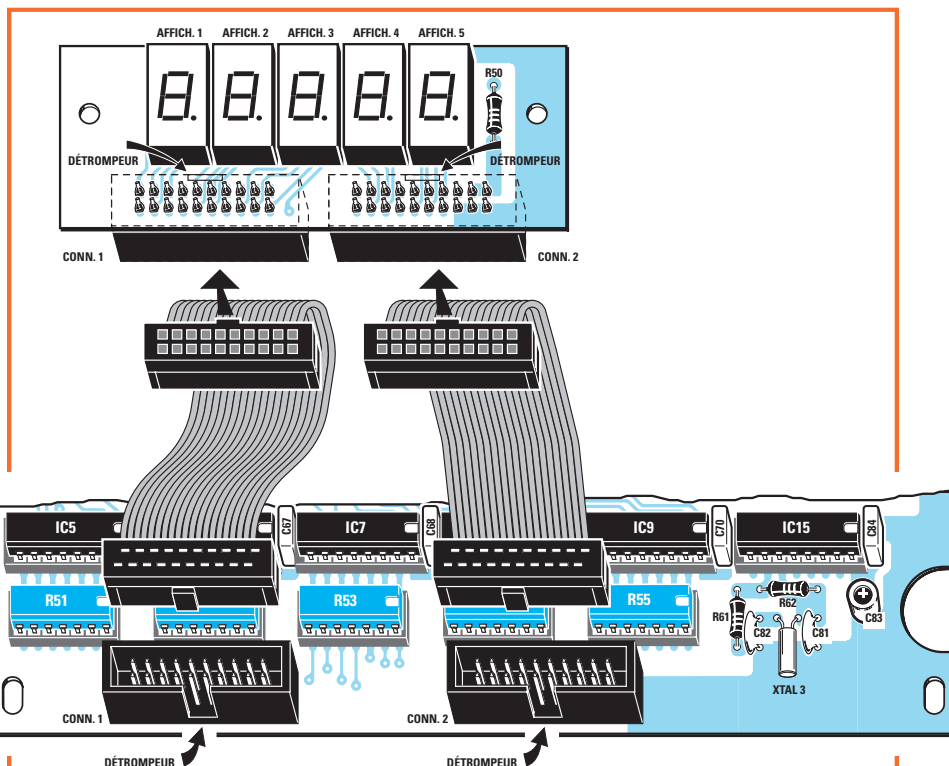 AFFICH. 1 AFFICH. 2 AFFICH. 3 AFFICH. 4 AFFICH. 5
R50
DÉTROMPEUR DÉTROMPEUR
CONN. 1 CONN. 2
IC5 C67 IC7 C68 IC9 C70 IC15 C84
R51 R53 R55 R61 R62 C82 C81 C83
XTAL 3
CONN. 1 CONN. 2
DÉTROMPEUR DÉTROMPEUR